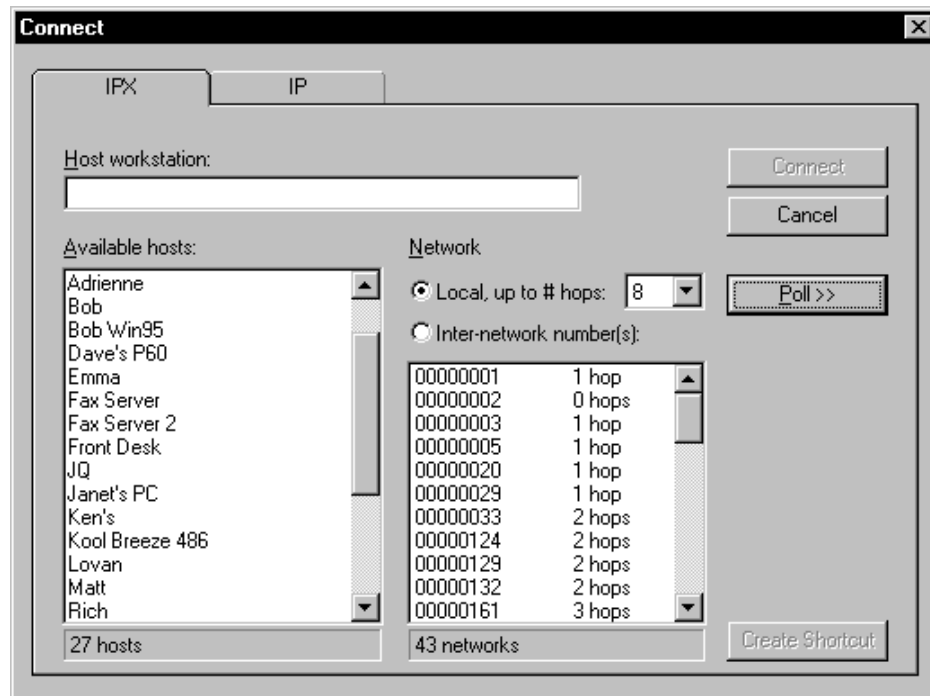 Connect
IPX
IP
Host workstation:
Connect
Cancel
Available hosts:
Network
Adrienne
Bob
Bob Win95
Dave's P60
Emma
Fax Server
Fax Server 2
Front Desk
JQ
Janet's PC
Ken's
Kool Breeze 486
Lovan
Matt
Rich
27 hosts
Local, up to # hops: 8
Inter-network number(s):
00000001 1 hop
00000002 0 hops
00000003 1 hop
00000005 1 hop
00000020 1 hop
00000029 1 hop
00000033 2 hops
00000124 2 hops
00000129 2 hops
00000132 2 hops
00000161 3 hops
43 networks
Poll >>
Create Shortcut